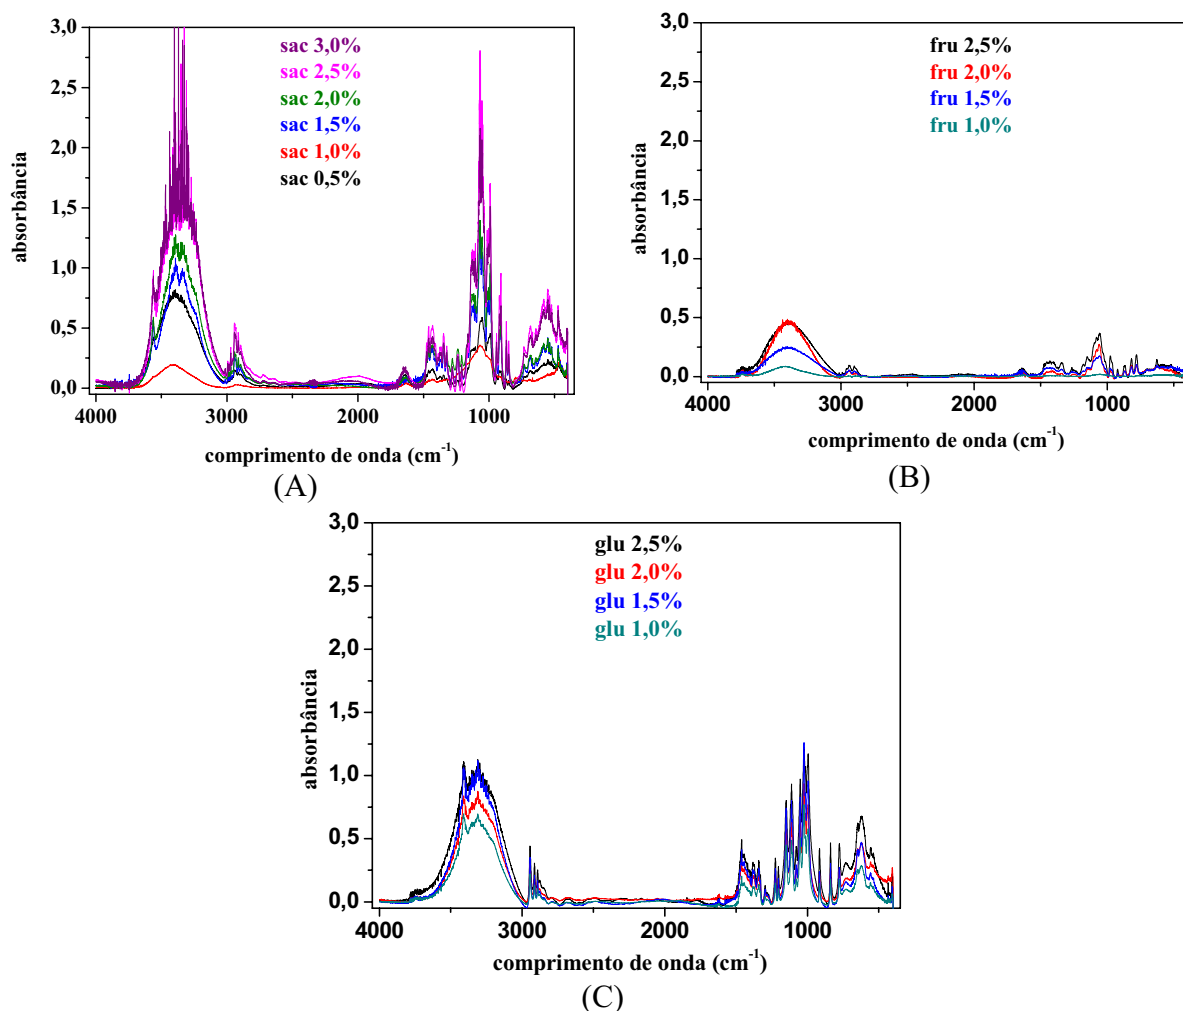 3,0
2,5
2,0
1,5
1,0
0,5
0,0
absorbância
sac 3,0%
sac 2,5%
sac 2,0%
sac 1,5%
sac 1,0%
sac 0,5%
4000 3000 2000 1000
comprimento de onda (cm⁻¹)
(A)
3,0
2,5
2,0
1,5
1,0
0,5
0,0
absorbância
fru 2,5%
fru 2,0%
fru 1,5%
fru 1,0%
4000 3000 2000 1000
comprimento de onda (cm⁻¹)
(B)
3,0
2,5
2,0
1,5
1,0
0,5
0,0
absorbância
glu 2,5%
glu 2,0%
glu 1,5%
glu 1,0%
4000 3000 2000 1000
comprimento de onda (cm⁻¹)
(C)